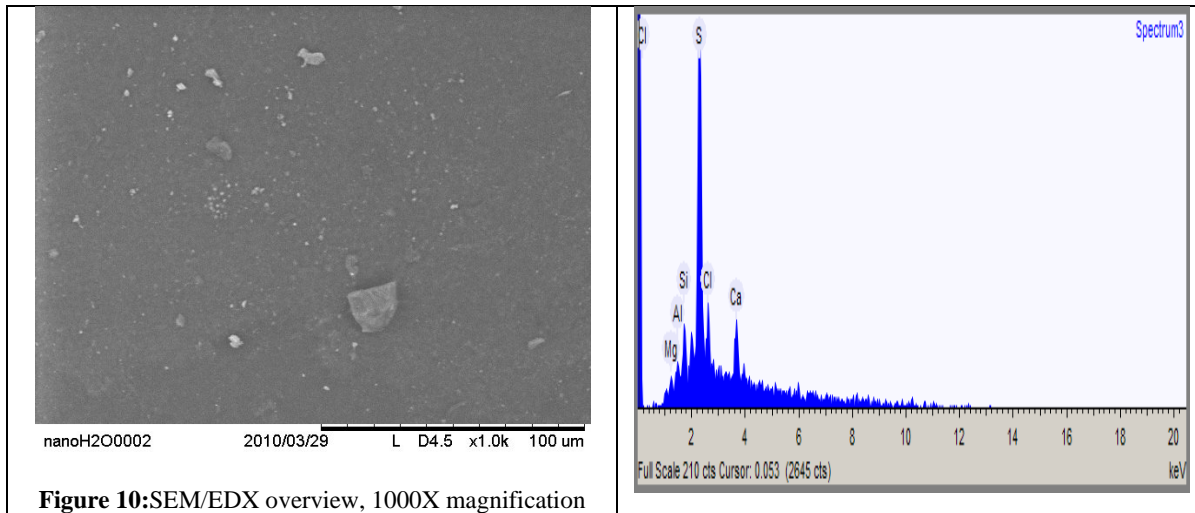 nanoH2O0002 2010/03/29 L D4.5 x1.0k 100 um
Figure 10:SEM/EDX overview, 1000X magnification
Spectrum3
Cl
S
Si
Cl
Al
Ca
Mg
2 4 6 8 10 12 14 16 18 20
Full Scale 210 cts Cursor: 0.053 (2645 cts) keV